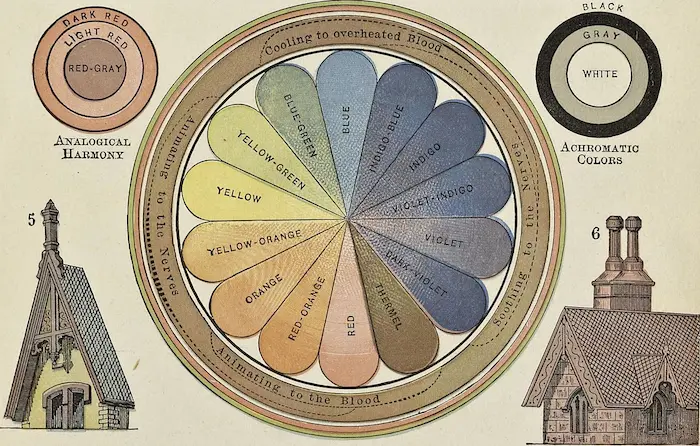 DARK RED
LIGHT RED
RED-GRAY
ANALOGICAL
HARMONY
Cooling to overheated Blood
Soothing to the Nerves
Animating to the Blood
Animating to the Nerves
BLUE
INDIGO-BLUE
INDIGO
VIOLET-INDIGO
VIOLET
DARK-VIOLET
THERMEL
RED
RED-ORANGE
ORANGE
YELLOW-ORANGE
YELLOW
YELLOW-GREEN
BLUE-GREEN
BLACK
GRAY
WHITE
ACHROMATIC
COLORS
5
6